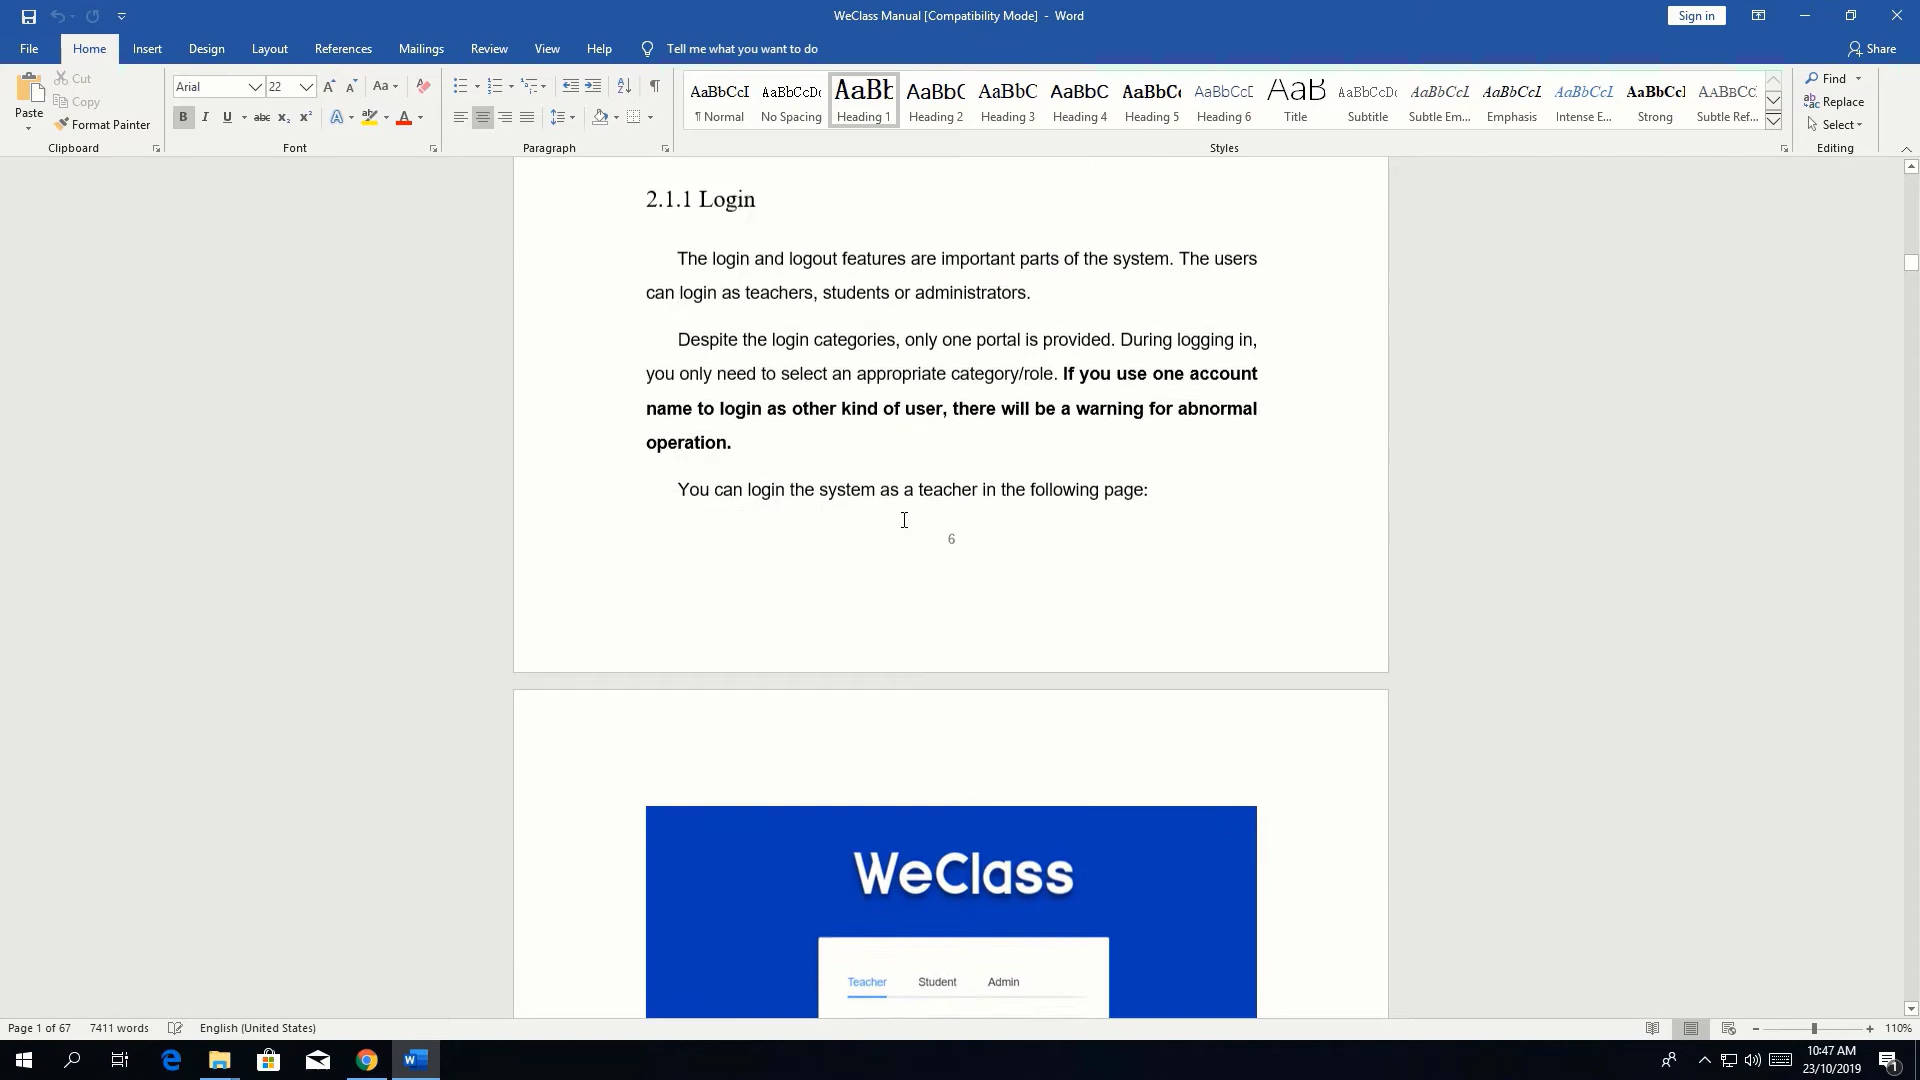 WeClass Manual [Compatibility Mode] - Word
Sign in
File Home Insert Design Layout References Mailings Review View Help Tell me what you want to do Share
Paste
Cut
Copy
Format Painter
Clipboard
Arial 22
Font
Paragraph
AaBbCcI AaBbCcDc AaBb AaBbC AaBbC AaBbC AaBbCc AaBbCcD AaB AaBbCcDc AaBbCcL AaBbCcL AaBbCcL AaBbCcl AABBCC
¶ Normal No Spacing Heading 1 Heading 2 Heading 3 Heading 4 Heading 5 Heading 6 Title Subtitle Subtle Em... Emphasis Intense E... Strong Subtle Ref...
Styles
Find
Replace
Select
Editing
2.1.1 Login
The login and logout features are important parts of the system. The users
can login as teachers, students or administrators.
Despite the login categories, only one portal is provided. During logging in,
you only need to select an appropriate category/role. If you use one account
name to login as other kind of user, there will be a warning for abnormal
operation.
You can login the system as a teacher in the following page:
6
WeClass
Teacher Student Admin
Page 1 of 67 7411 words English (United States) 110%
10:47 AM
23/10/2019
1